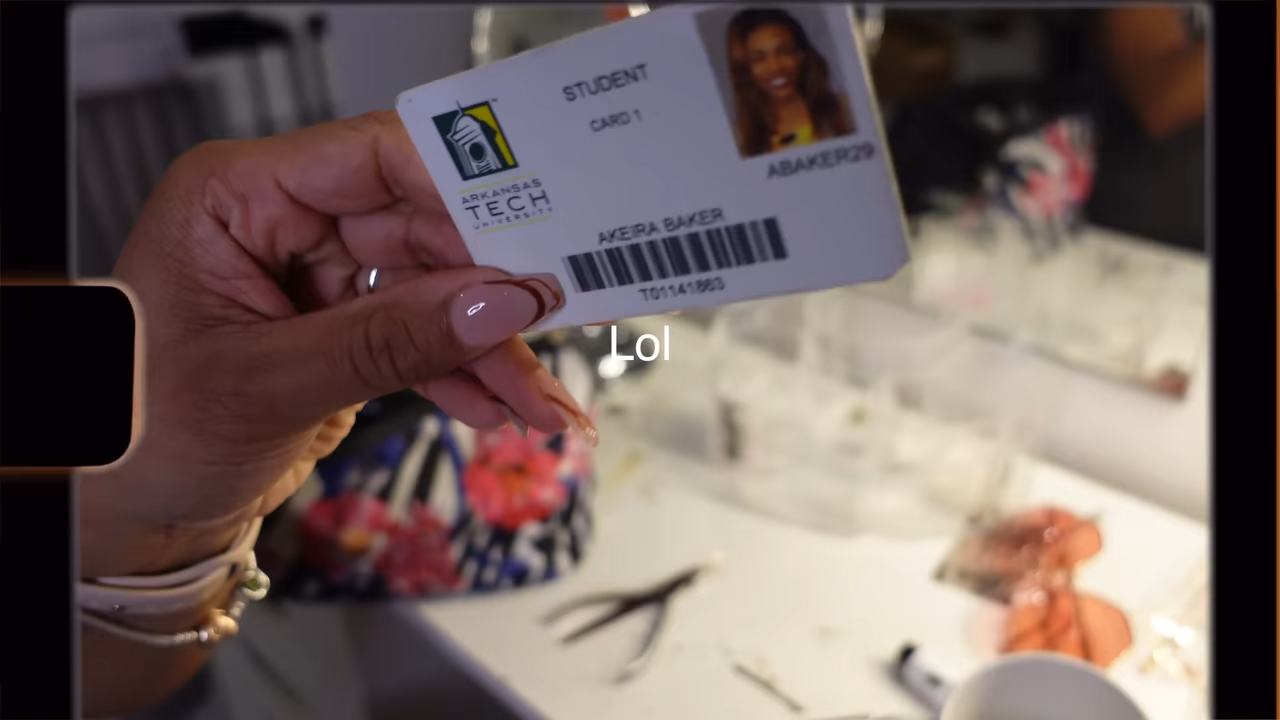 STUDENT
CARD 1
ABAKER29
ARKANSAS
TECH
UNIVERSITY
AKEIRA BAKER
T01141863
Lol